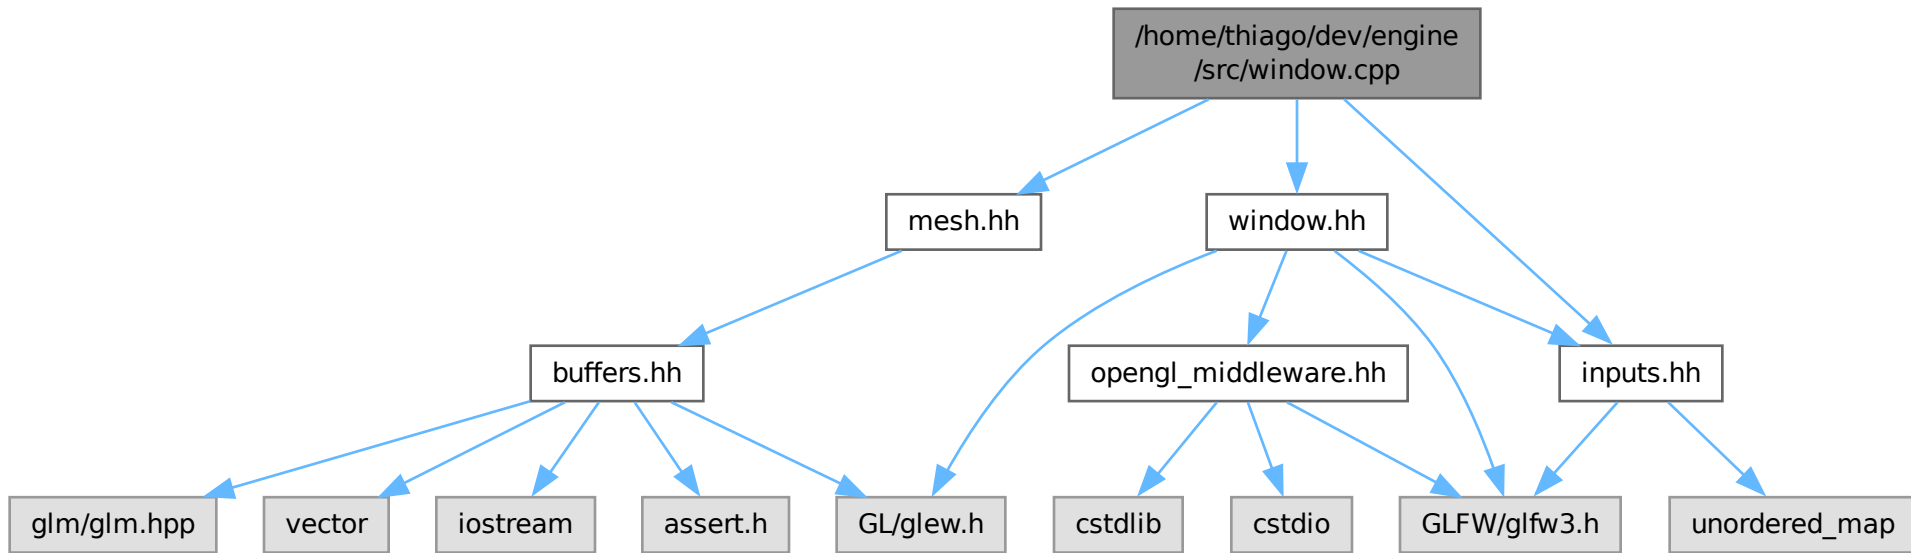 /home/thiago/dev/engine
/src/window.cpp
mesh.hh
window.hh
buffers.hh
opengl_middleware.hh
inputs.hh
glm/glm.hpp
vector
iostream
assert.h
GL/glew.h
cstdlib
cstdio
GLFW/glfw3.h
unordered_map